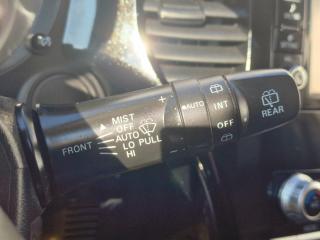 MIST
OFF
FRONT AUTO
LO PULL
HI
+
-
AUTO
INT
OFF
REAR